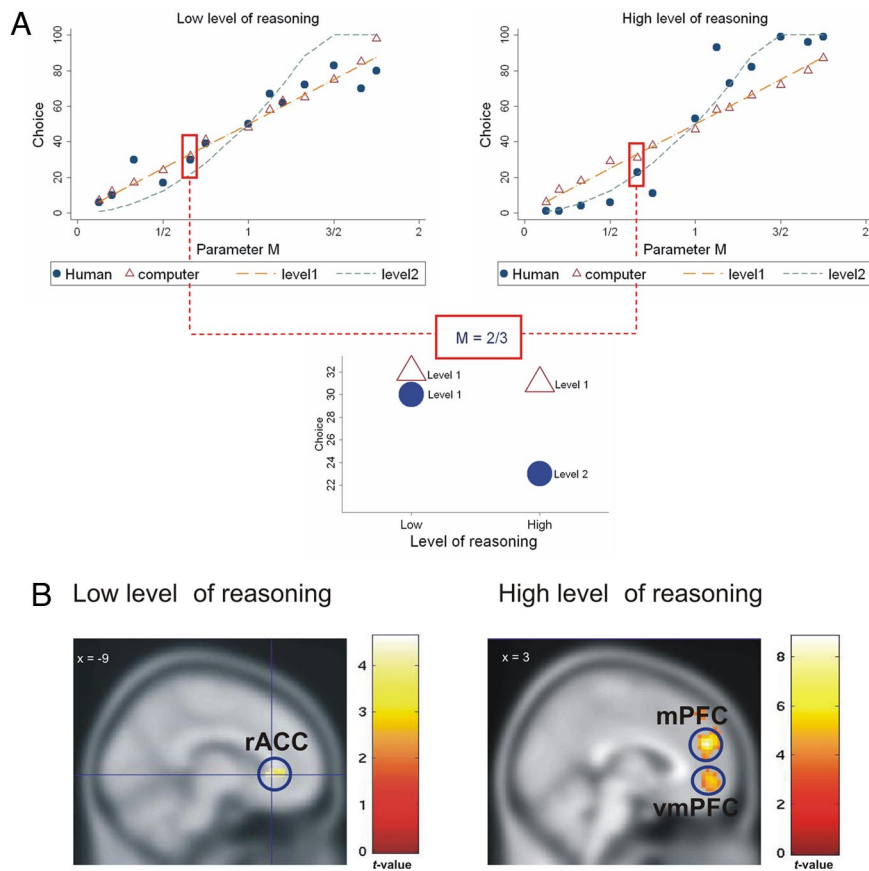 A
Low level of reasoning
100
80
60
40
20
0
Choice
0 1/2 1 3/2 2
Parameter M
Human computer level1 level2
High level of reasoning
100
80
60
40
20
0
Choice
0 1/2 1 3/2 2
Parameter M
Human computer level1 level2
M = 2/3
32
30
28
26
24
22
Choice
Level 1
Level 1
Level 1
Level 2
Low High
Level of reasoning
B
Low level of reasoning
x = -9
rACC
4
3
2
1
0
t-value
High level of reasoning
x = 3
mPFC
vmPFC
8
6
4
2
0
t-value